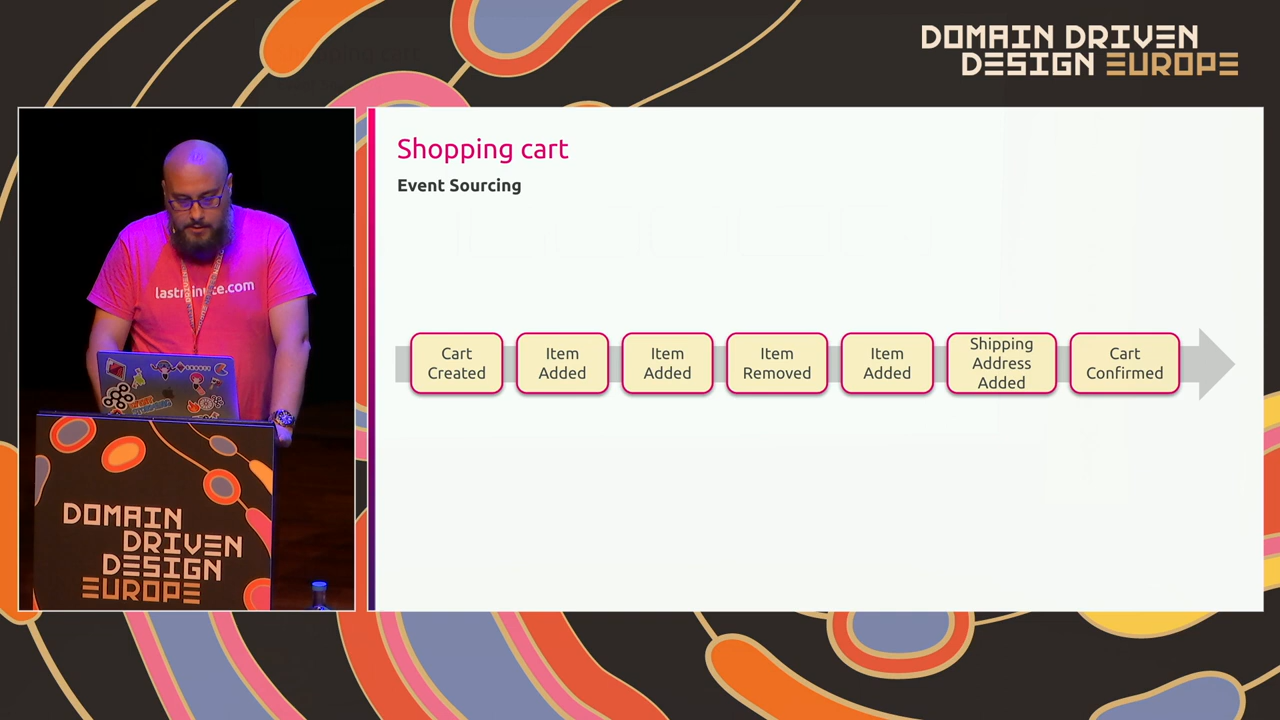 DOMAIN DRIVEN
DESIGN EUROPE
Shopping cart
Event Sourcing
Cart
Created
Item
Added
Item
Added
Item
Removed
Item
Added
Shipping
Address
Added
Cart
Confirmed
lastminute.com
DOMAIN
DRIVEN
DESIGN
EUROPE